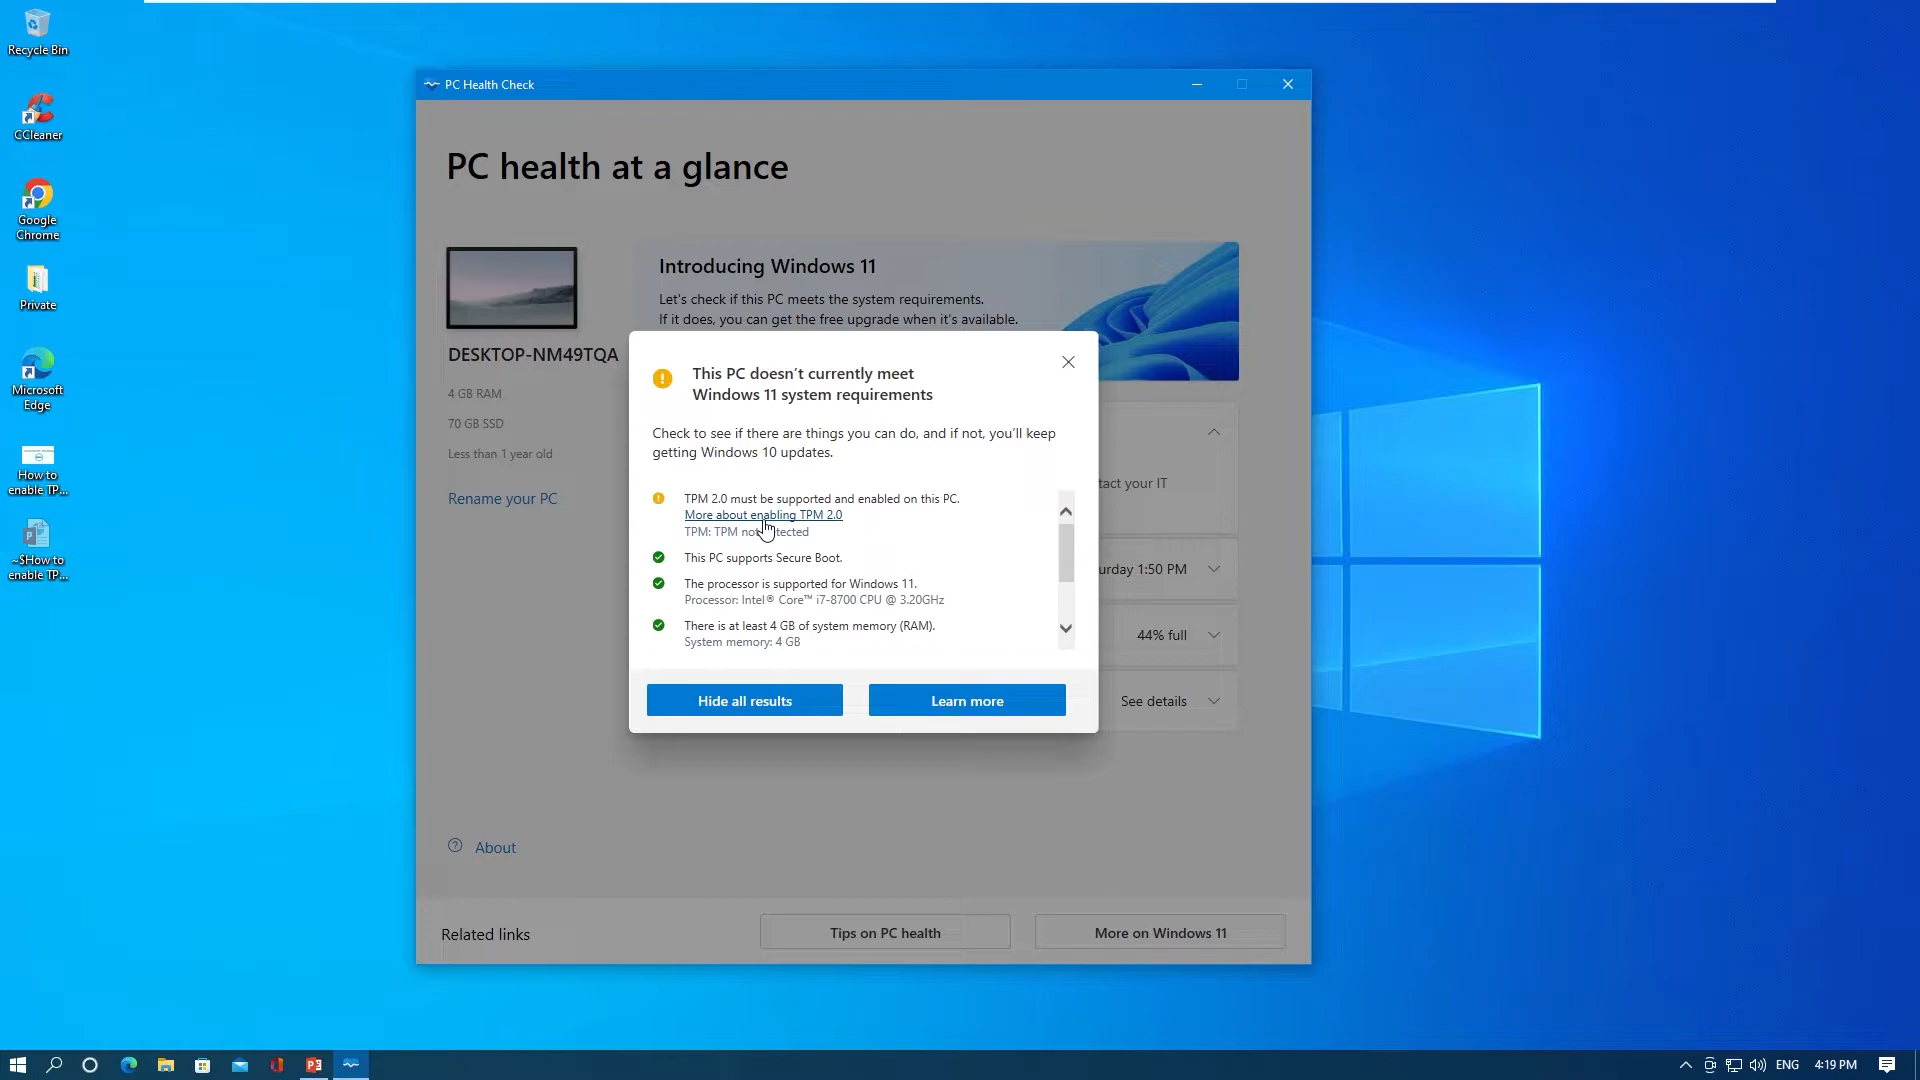 Recycle Bin
CCleaner
Google
Chrome
Private
Microsoft
Edge
How to
enable TP...
~$How to
enable TP...
PC Health Check
PC health at a glance
DESKTOP-NM49TQA
4 GB RAM
70 GB SSD
Less than 1 year old
Rename your PC
Introducing Windows 11
Let's check if this PC meets the system requirements.
If it does, you can get the free upgrade when it's available.
This PC doesn't currently meet
Windows 11 system requirements
Check to see if there are things you can do, and if not, you'll keep
getting Windows 10 updates.
TPM 2.0 must be supported and enabled on this PC.
More about enabling TPM 2.0
TPM: TPM not
This PC supports Secure Boot.
The processor is supported for Windows 11.
Processor: Intel® Core™ i7-8700 CPU @ 3.20GHz
There is at least 4 GB of system memory (RAM).
System memory: 4 GB
Hide all results
Learn more
tact your IT
urday 1:50 PM
44% full
See details
About
Related links
Tips on PC health
More on Windows 11
ENG
4:19 PM